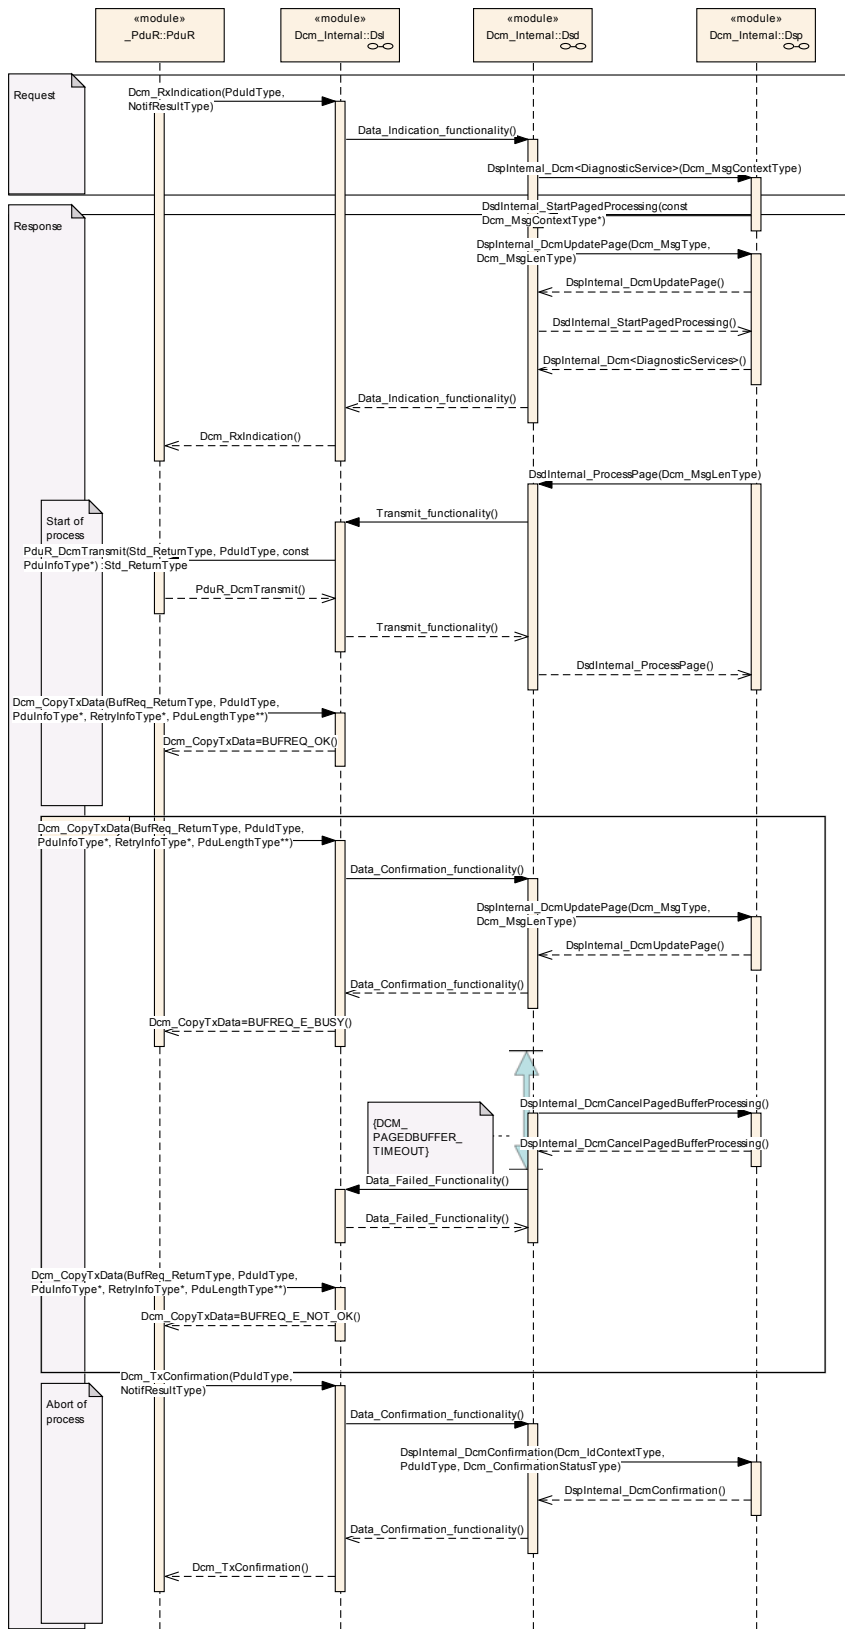 «module»
_PduR::PduR
«module»
Dcm_Internal::Dsl
«module»
Dcm_Internal::Dsd
«module»
Dcm_Internal::Dsp
Request
Dcm_RxIndication(PduIdType,
NotifResultType)
Data_Indication_functionality()
DspInternal_Dcm<DiagnosticService>(Dcm_MsgContextType)
Response
DsdInternal_StartPagedProcessing(const
Dcm_MsgContextType*)
DspInternal_DcmUpdatePage(Dcm_MsgType,
Dcm_MsgLenType)
DspInternal_DcmUpdatePage()
DsdInternal_StartPagedProcessing()
DspInternal_Dcm<DiagnosticServices>()
Data_Indication_functionality()
Dcm_RxIndication()
DsdInternal_ProcessPage(Dcm_MsgLenType)
Start of
process
Transmit_functionality()
PduR_DcmTransmit(Std_ReturnType, PduIdType, const
PduInfoType*) :Std_ReturnType
PduR_DcmTransmit()
Transmit_functionality()
DsdInternal_ProcessPage()
Dcm_CopyTxData(BufReq_ReturnType, PduIdType,
PduInfoType*, RetryInfoType*, PduLengthType**)
Dcm_CopyTxData=BUFREQ_OK()
Dcm_CopyTxData(BufReq_ReturnType, PduIdType,
PduInfoType*, RetryInfoType*, PduLengthType**)
Data_Confirmation_functionality()
DspInternal_DcmUpdatePage(Dcm_MsgType,
Dcm_MsgLenType)
DspInternal_DcmUpdatePage()
Data_Confirmation_functionality()
Dcm_CopyTxData=BUFREQ_E_BUSY()
DspInternal_DcmCancelPagedBufferProcessing()
{DCM_
PAGEDBUFFER_
TIMEOUT}
DspInternal_DcmCancelPagedBufferProcessing()
Data_Failed_Functionality()
Data_Failed_Functionality()
Dcm_CopyTxData(BufReq_ReturnType, PduIdType,
PduInfoType*, RetryInfoType*, PduLengthType**)
Dcm_CopyTxData=BUFREQ_E_NOT_OK()
Dcm_TxConfirmation(PduIdType,
NotifResultType)
Abort of
process
Data_Confirmation_functionality()
DspInternal_DcmConfirmation(Dcm_IdContextType,
PduIdType, Dcm_ConfirmationStatusType)
DspInternal_DcmConfirmation()
Data_Confirmation_functionality()
Dcm_TxConfirmation()